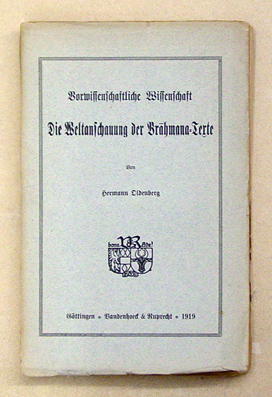 Vorwissenschaftliche Wissenschaft
Die Weltanschauung der Brāhmaṇa-Texte
Von
Hermann Oldenberg
Göttingen * Vandenhoeck & Ruprecht * 1919